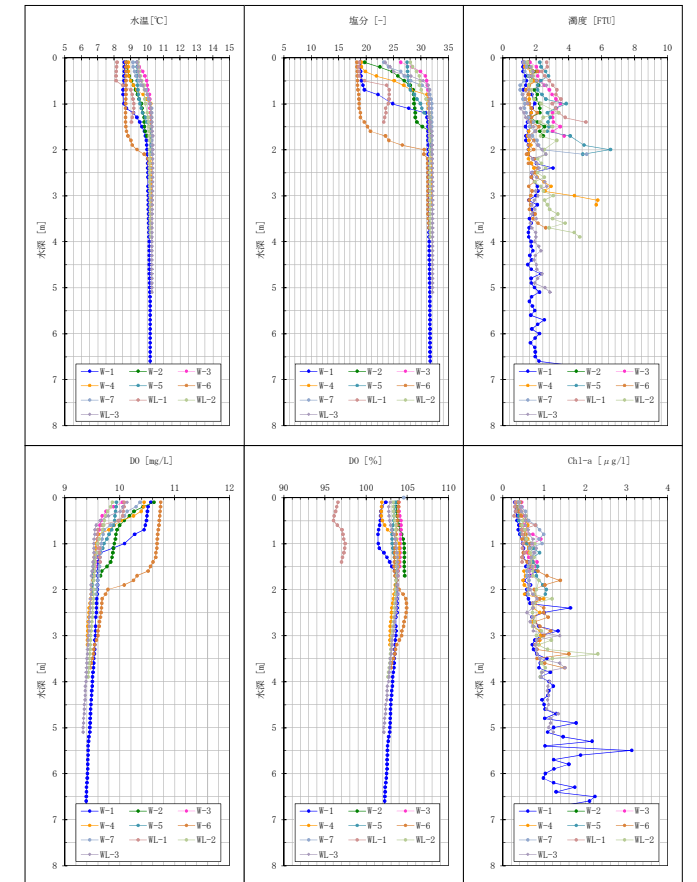 水温[℃]
5 6 7 8 9 10 11 12 13 14 15
0
1
2
3
4
5
6
7
8
水深 [m]
W-1 W-2 W-3
W-4 W-5 W-6
W-7 WL-1 WL-2
WL-3
塩分 [-]
5 10 15 20 25 30 35
0
1
2
3
4
5
6
7
8
水深 [m]
W-1 W-2 W-3
W-4 W-5 W-6
W-7 WL-1 WL-2
WL-3
濁度 [FTU]
0 2 4 6 8 10
0
1
2
3
4
5
6
7
8
水深 [m]
W-1 W-2 W-3
W-4 W-5 W-6
W-7 WL-1 WL-2
WL-3
DO [mg/L]
9 10 11 12
0
1
2
3
4
5
6
7
8
水深 [m]
W-1 W-2 W-3
W-4 W-5 W-6
W-7 WL-1 WL-2
WL-3
DO [%]
90 95 100 105 110
0
1
2
3
4
5
6
7
8
水深 [m]
W-1 W-2 W-3
W-4 W-5 W-6
W-7 WL-1 WL-2
WL-3
Chl-a [μg/l]
0 1 2 3 4
0
1
2
3
4
5
6
7
8
水深 [m]
W-1 W-2 W-3
W-4 W-5 W-6
W-7 WL-1 WL-2
WL-3